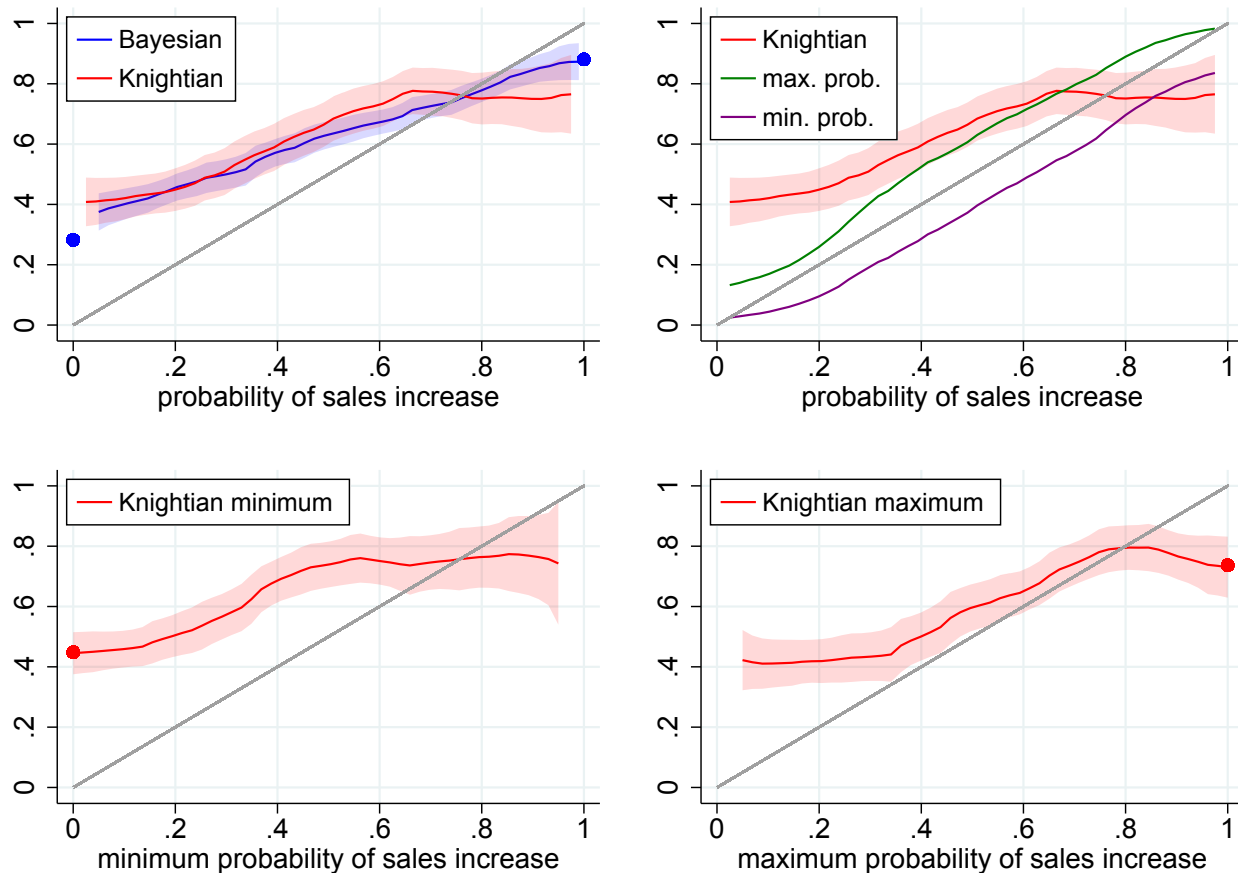 Bayesian
Knightian
0 .2 .4 .6 .8 1
0 .2 .4 .6 .8 1
probability of sales increase
Knightian
max. prob.
min. prob.
0 .2 .4 .6 .8 1
0 .2 .4 .6 .8 1
probability of sales increase
Knightian minimum
0 .2 .4 .6 .8 1
0 .2 .4 .6 .8 1
minimum probability of sales increase
Knightian maximum
0 .2 .4 .6 .8 1
0 .2 .4 .6 .8 1
maximum probability of sales increase